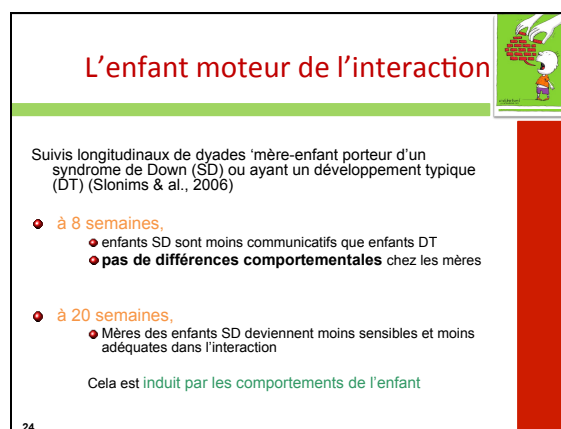 L'enfant moteur de l'interaction
Suivis longitudinaux de dyades 'mère-enfant porteur d'un
syndrome de Down (SD) ou ayant un développement typique
(DT) (Slonims & al., 2006)
à 8 semaines,
enfants SD sont moins communicatifs que enfants DT
pas de différences comportementales chez les mères
à 20 semaines,
Mères des enfants SD deviennent moins sensibles et moins
adéquates dans l'interaction
Cela est induit par les comportements de l'enfant
24